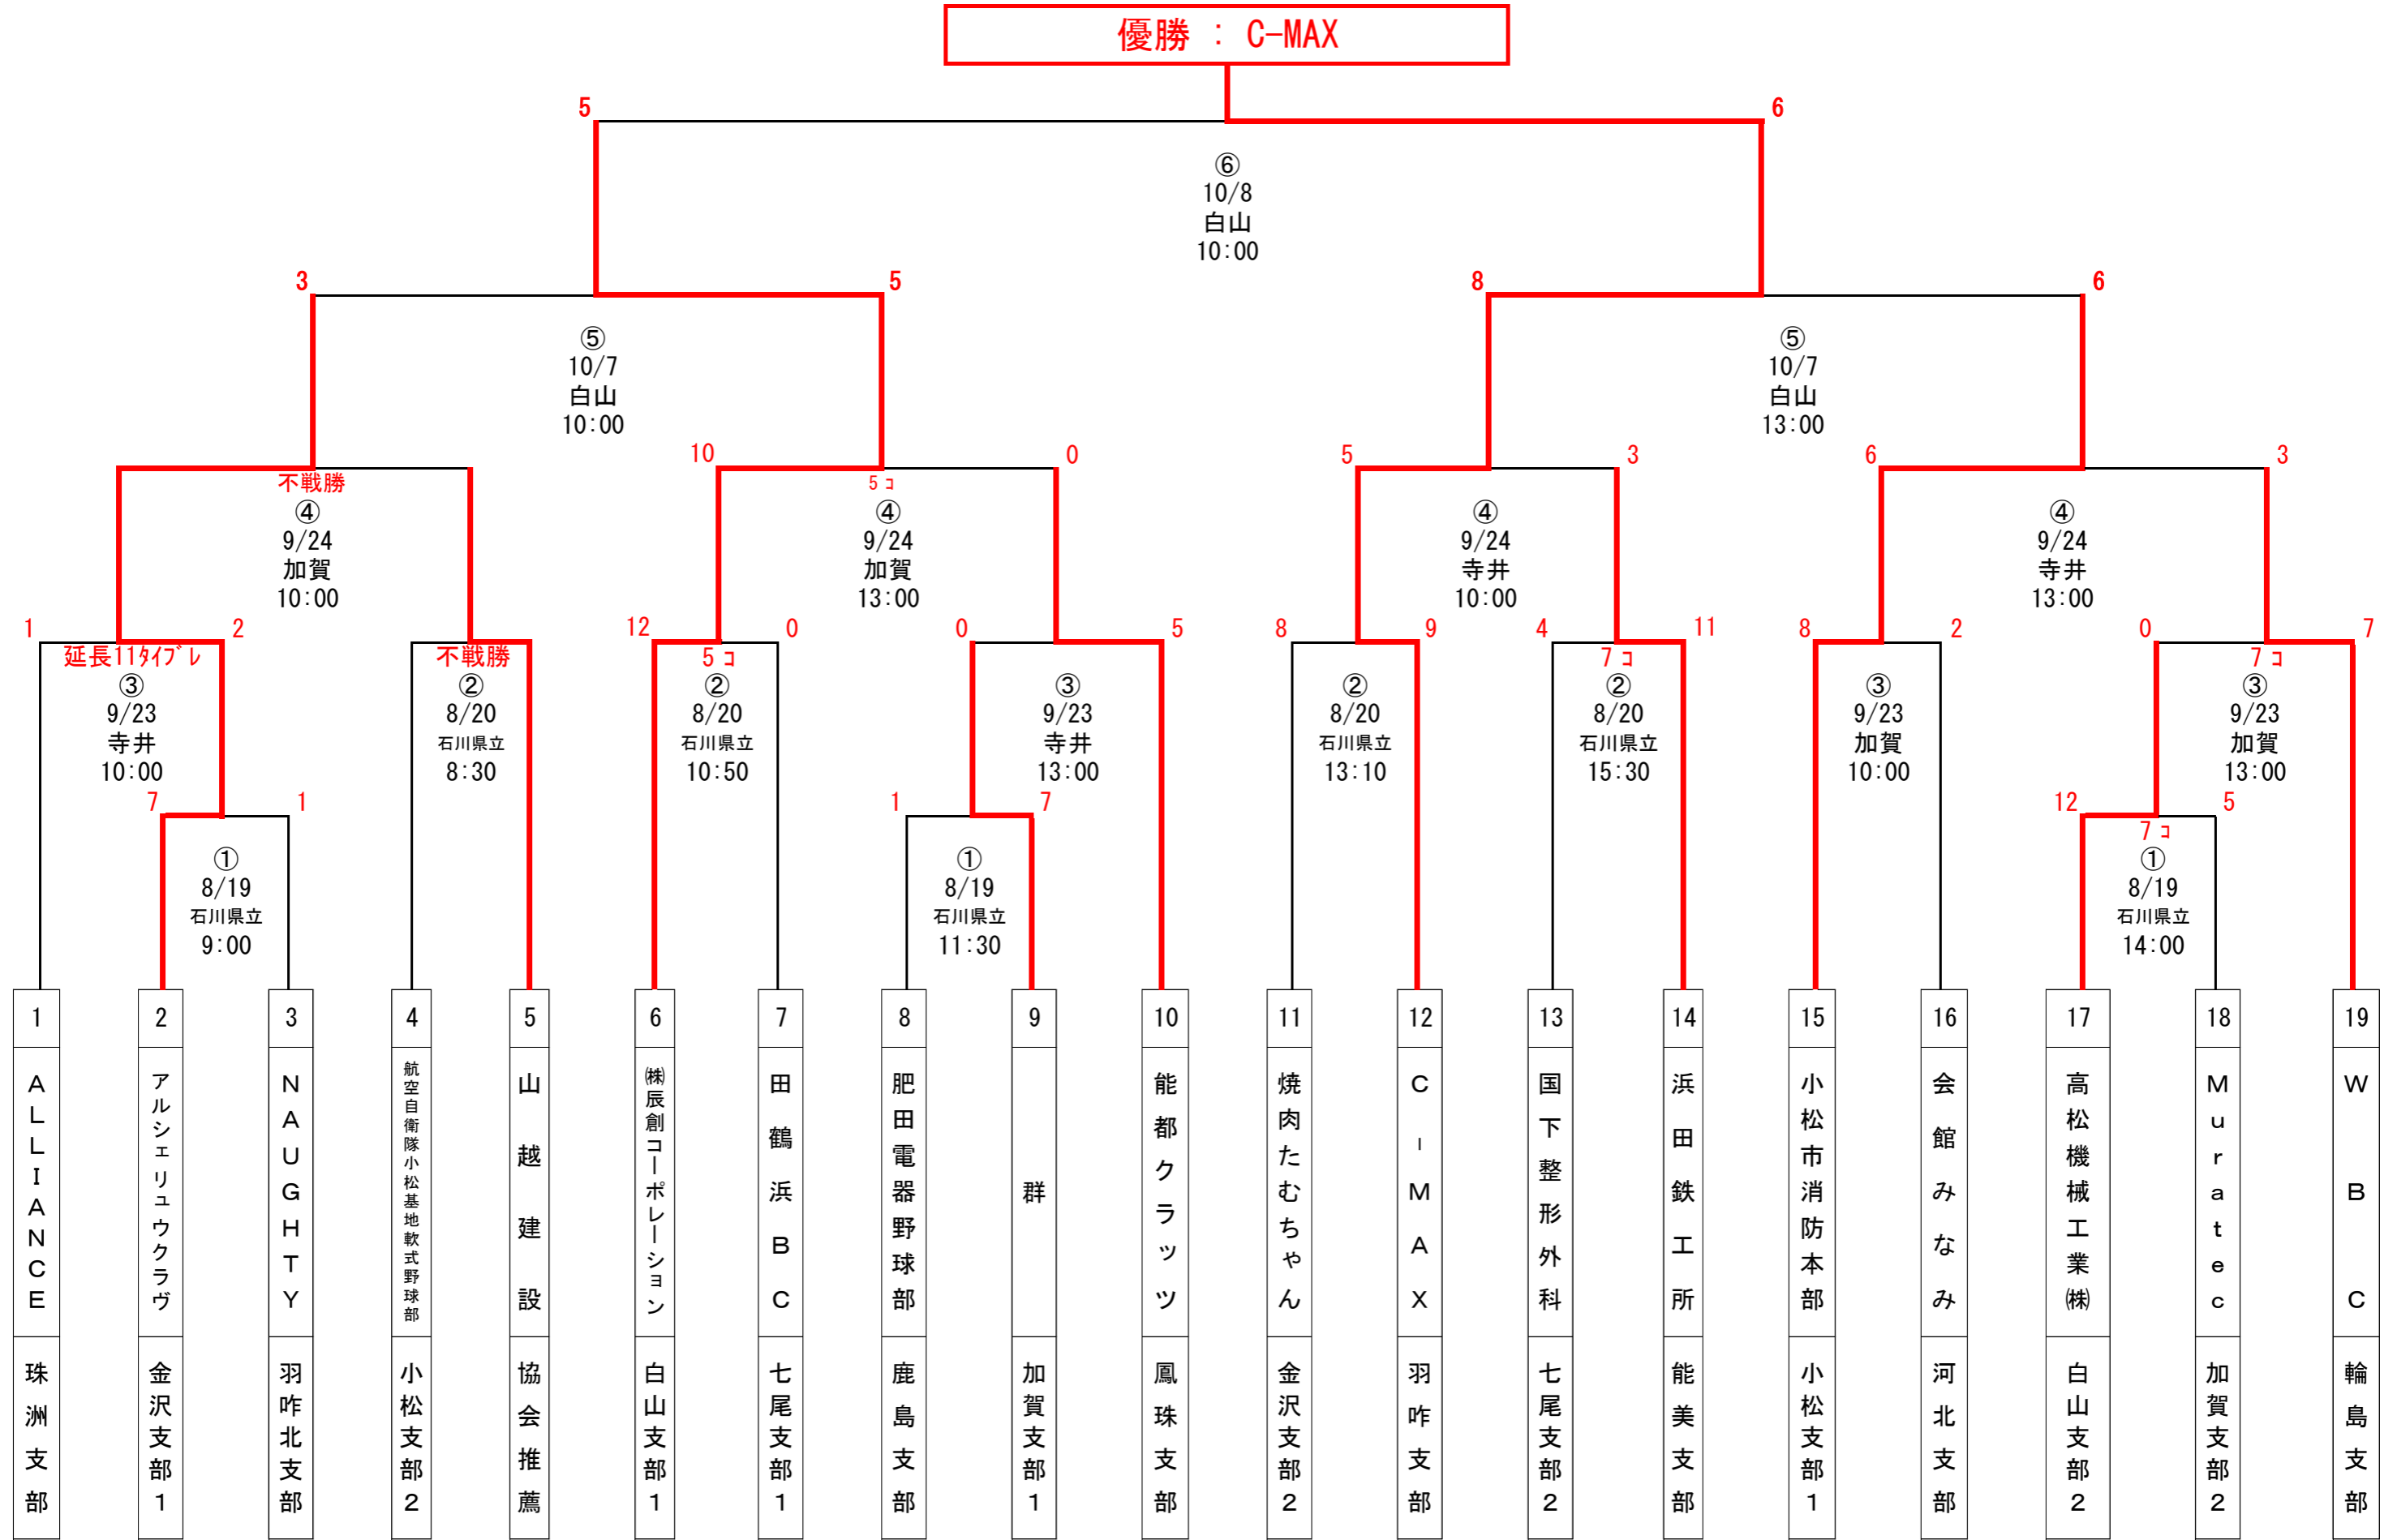 優勝 : C-MAX
5
6
⑥
10/8
白山
10:00
3
5
8
6
⑤
10/7
白山
10:00
⑤
10/7
白山
13:00
10
0
5
3
6
3
不戦勝
④
9/24
加賀
10:00
5コ
④
9/24
加賀
13:00
④
9/24
寺井
10:00
④
9/24
寺井
13:00
1
2
12
0
0
5
8
9
4
11
8
2
0
7
延長11タイブレ
③
9/23
寺井
10:00
不戦勝
②
8/20
石川県立
8:30
5コ
②
8/20
石川県立
10:50
③
9/23
寺井
13:00
②
8/20
石川県立
13:10
7コ
②
8/20
石川県立
15:30
③
9/23
加賀
10:00
7コ
③
9/23
加賀
13:00
7
1
1
7
12
5
①
8/19
石川県立
9:00
①
8/19
石川県立
11:30
7コ
①
8/19
石川県立
14:00
1
ALLIANCE
珠洲支部
2
アルシェリュウクラヴ
金沢支部1
3
NAUGHTY
羽咋北支部
4
航空自衛隊小松基地軟式野球部
小松支部2
5
山越建設
協会推薦
6
㈱辰創コーポレーション
白山支部1
7
田鶴浜BC
七尾支部1
8
肥田電器野球部
鹿島支部
9
群
加賀支部1
10
能都クラッツ
鳳珠支部
11
焼肉たむちゃん
金沢支部2
12
C-MAX
羽咋支部
13
国下整形外科
七尾支部2
14
浜田鉄工所
能美支部
15
小松市消防本部
小松支部1
16
会館みなみ
河北支部
17
高松機械工業㈱
白山支部2
18
Muratec
加賀支部2
19
WBC
輪島支部